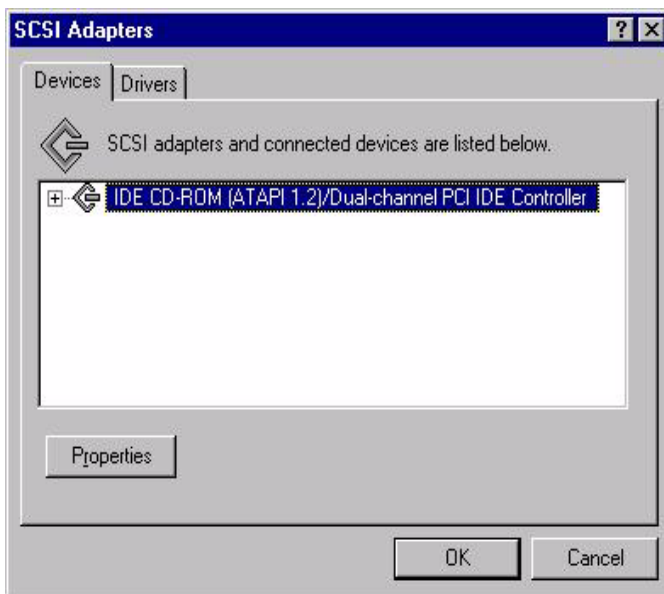 SCSI Adapters
Devices Drivers
SCSI adapters and connected devices are listed below.
IDE CD-ROM (ATAPI 1.2)/Dual-channel PCI IDE Controller
Properties
OK Cancel